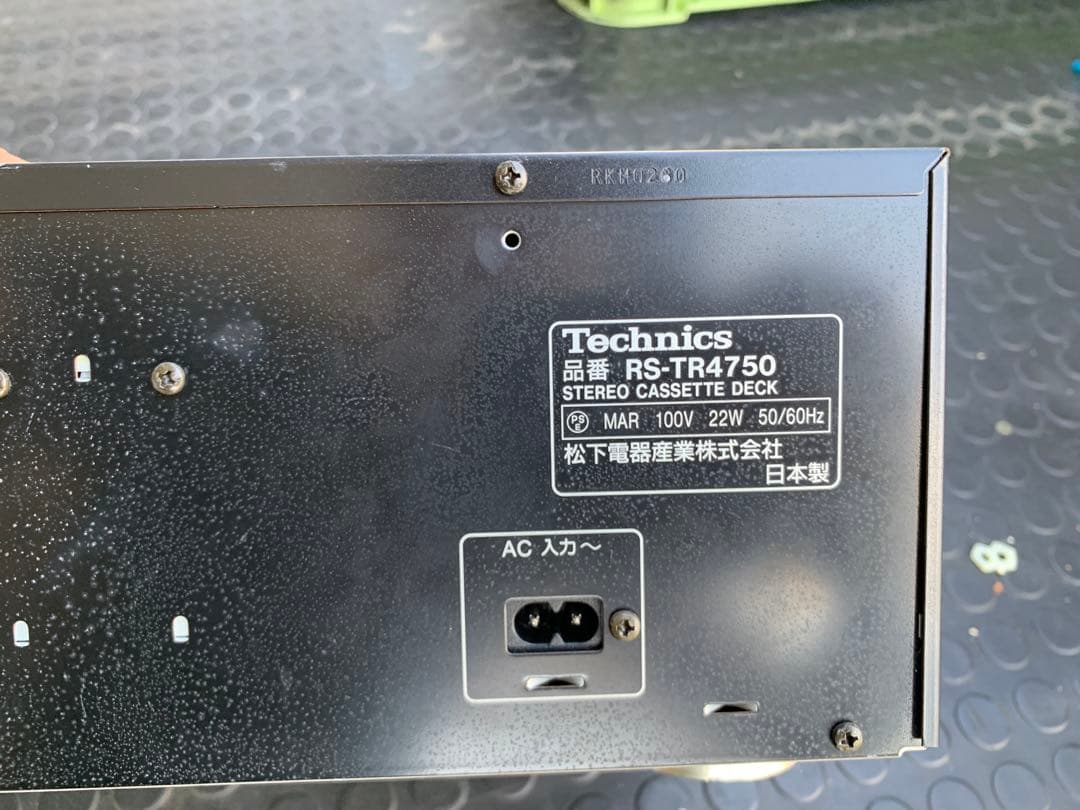 RKM0260
Technics
品番 RS-TR4750
STEREO CASSETTE DECK
PS E MAR 100V 22W 50/60Hz
松下電器産業株式会社
日本製
AC 入力～